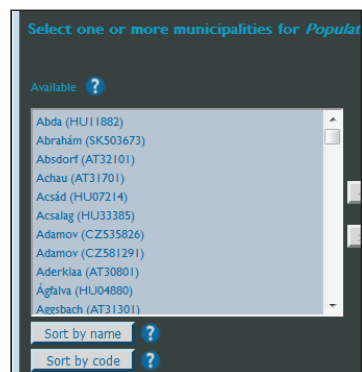 Select one or more municipalities for Populat
Available ?
Abda (HU11882)
Abrahám (SK503673)
Absdorf (AT32101)
Achau (AT31701)
Acsád (HU07214)
Acsalag (HU33385)
Adamov (CZ535826)
Adamov (CZ581291)
Aderklaa (AT30801)
Ágfalva (HU04880)
Aggsbach (AT31301)
Sort by name ?
Sort by code ?